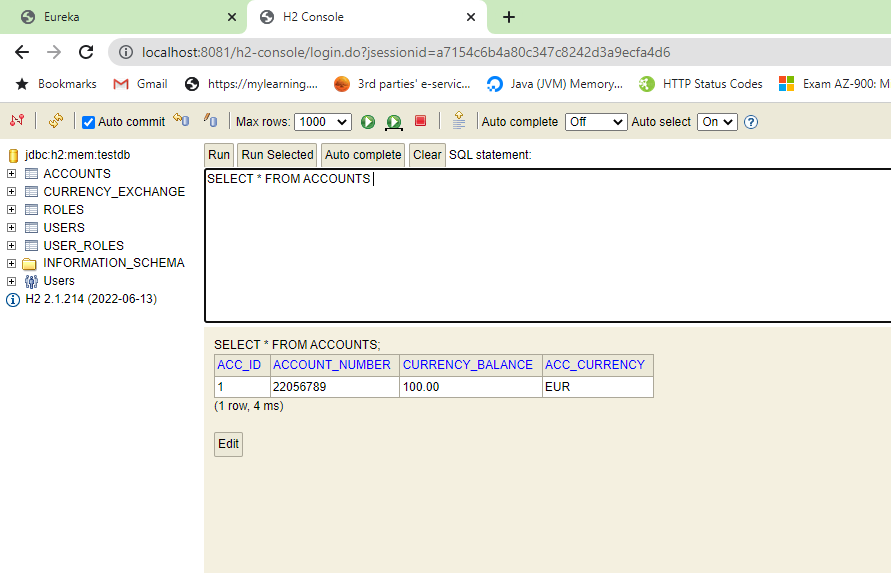 Eureka
H2 Console
localhost:8081/h2-console/login.do?jsessionid=a7154c6b4a80c347c8242d3a9ecfa4d6
Bookmarks Gmail https://mylearning.... 3rd parties' e-servic... Java (JVM) Memory... HTTP Status Codes Exam AZ-900: M
Auto commit Max rows: 1000 Auto complete Off Auto select On ?
jdbc:h2:mem:testdb
ACCOUNTS
CURRENCY_EXCHANGE
ROLES
USERS
USER_ROLES
INFORMATION_SCHEMA
Users
H2 2.1.214 (2022-06-13)
Run Run Selected Auto complete Clear SQL statement:
SELECT * FROM ACCOUNTS
SELECT * FROM ACCOUNTS;
ACC_ID ACCOUNT_NUMBER CURRENCY_BALANCE ACC_CURRENCY
1 22056789 100.00 EUR
(1 row, 4 ms)
Edit